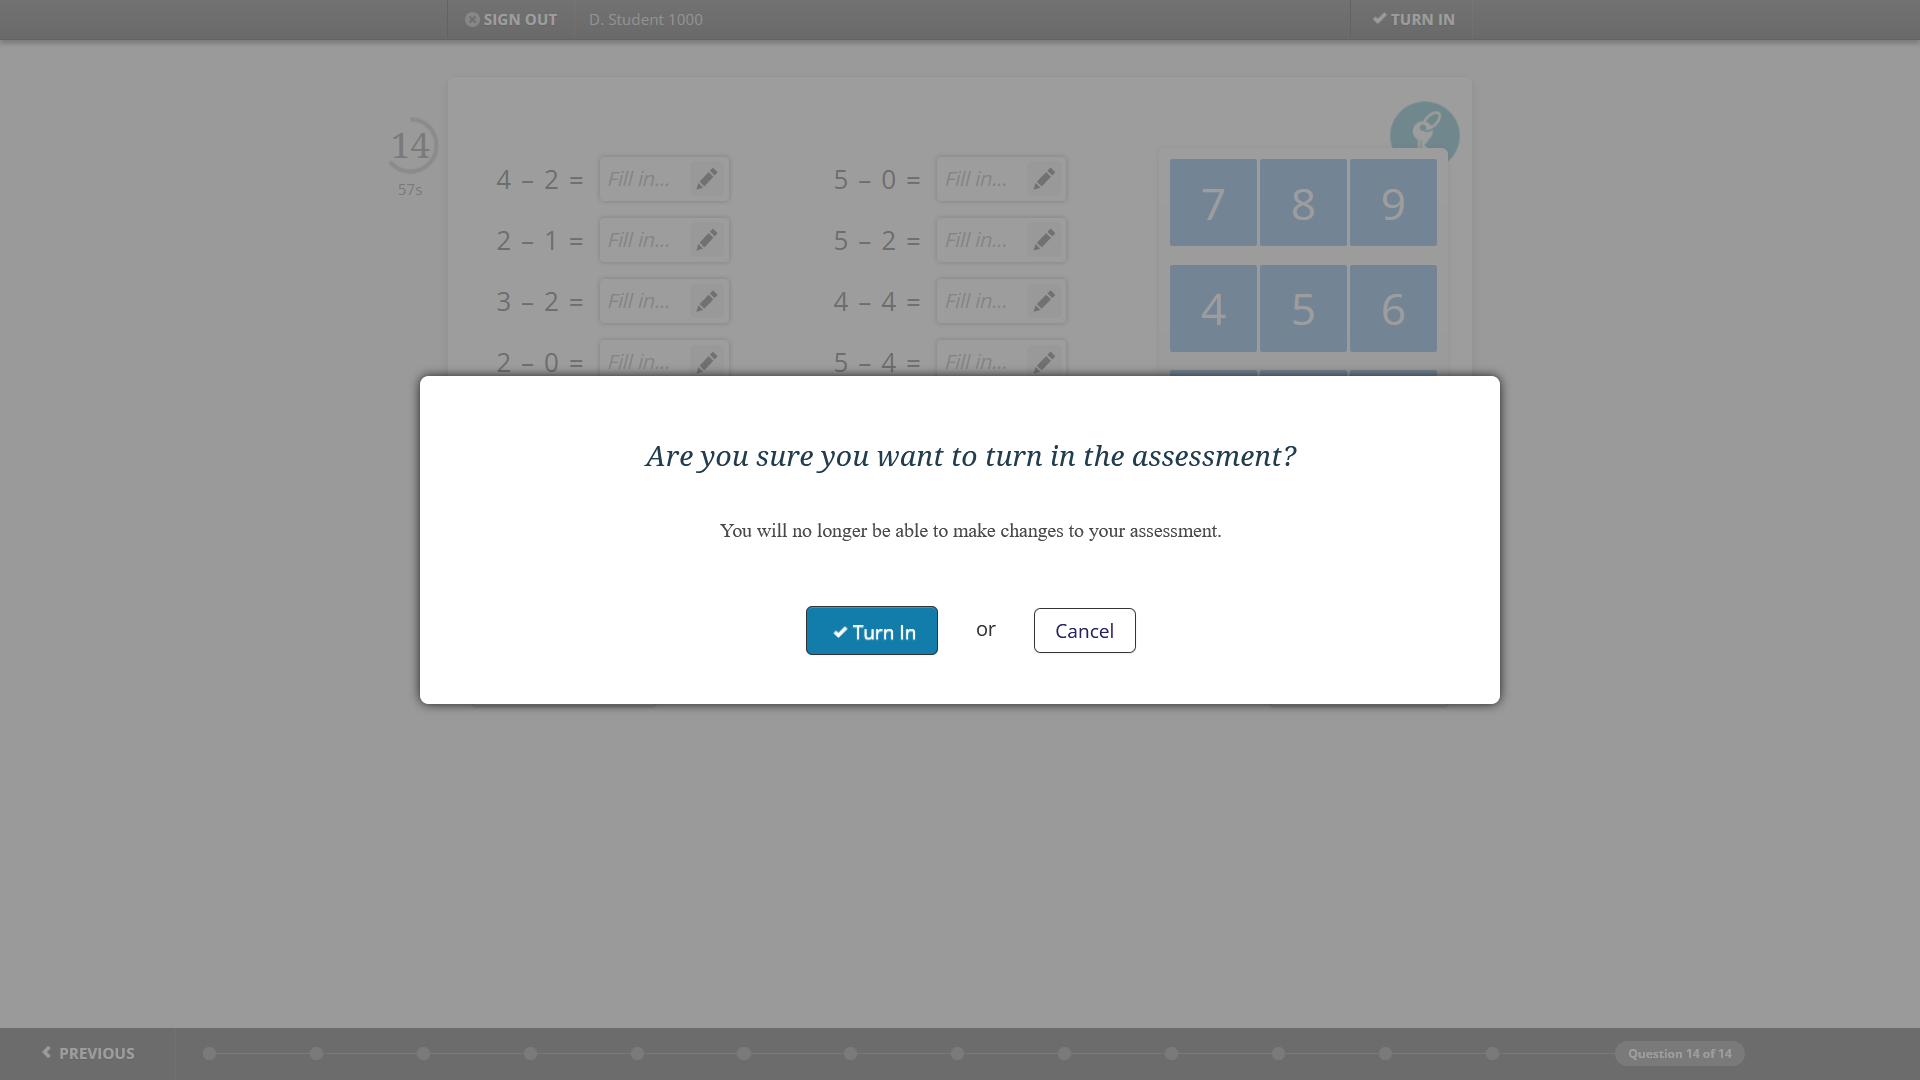 SIGN OUT D. Student 1000 TURN IN
14
57s
4 – 2 = Fill in... 5 – 0 = Fill in...
2 – 1 = Fill in... 5 – 2 = Fill in...
3 – 2 = Fill in... 4 – 4 = Fill in...
2 – 0 = Fill in... 5 – 4 = Fill in...
7 8 9
4 5 6
Are you sure you want to turn in the assessment?
You will no longer be able to make changes to your assessment.
Turn In or Cancel
PREVIOUS Question 14 of 14